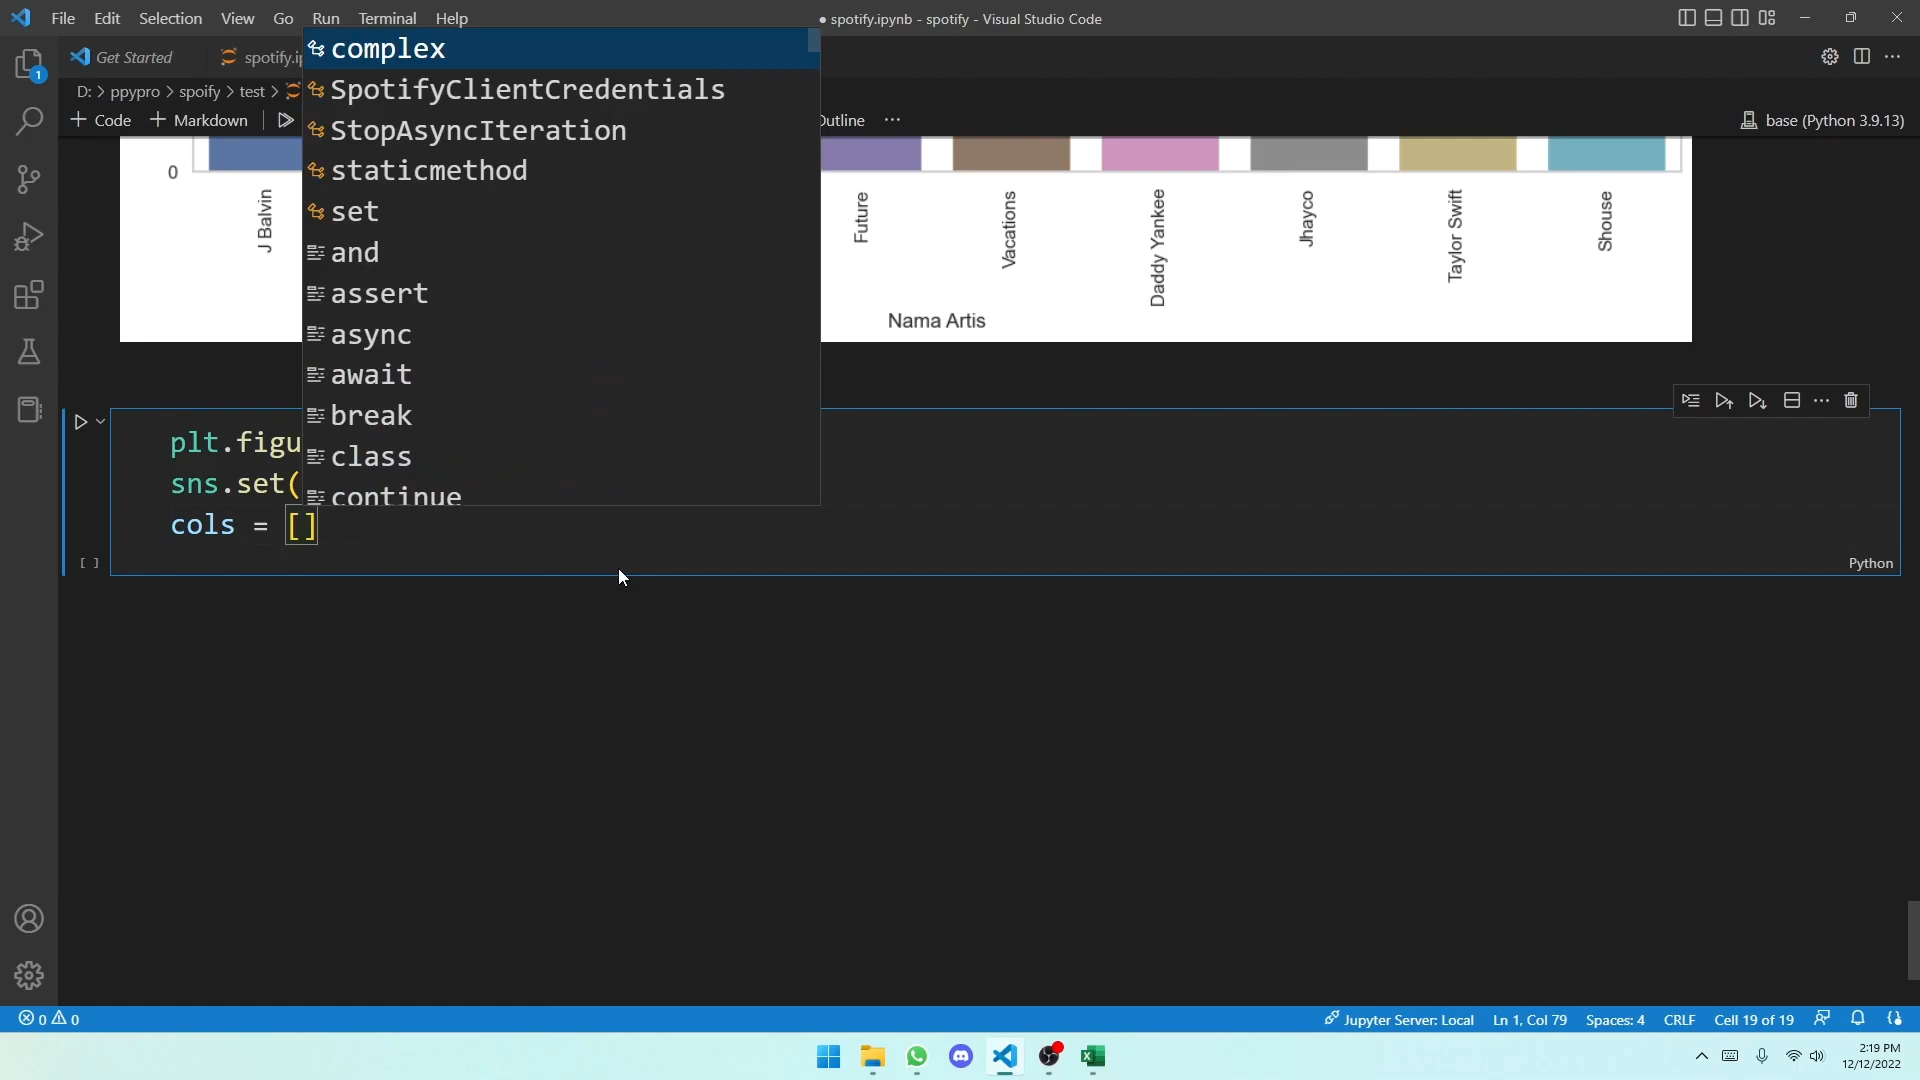 File Edit Selection View Go Run Terminal Help
● spotify.ipynb - spotify - Visual Studio Code
Get Started
spotify.ip
D: > ppypro > spoify > test >
+ Code + Markdown
Outline ...
base (Python 3.9.13)
1
complex
SpotifyClientCredentials
StopAsyncIteration
staticmethod
set
and
assert
async
await
break
class
continue
0
J Balvin
Future
Vacations
Daddy Yankee
Jhayco
Taylor Swift
Shouse
Nama Artis
plt.figu
sns.set(
cols = []
[ ]
Python
0 0
Jupyter Server: Local Ln 1, Col 79 Spaces: 4 CRLF Cell 19 of 19
2:19 PM
12/12/2022